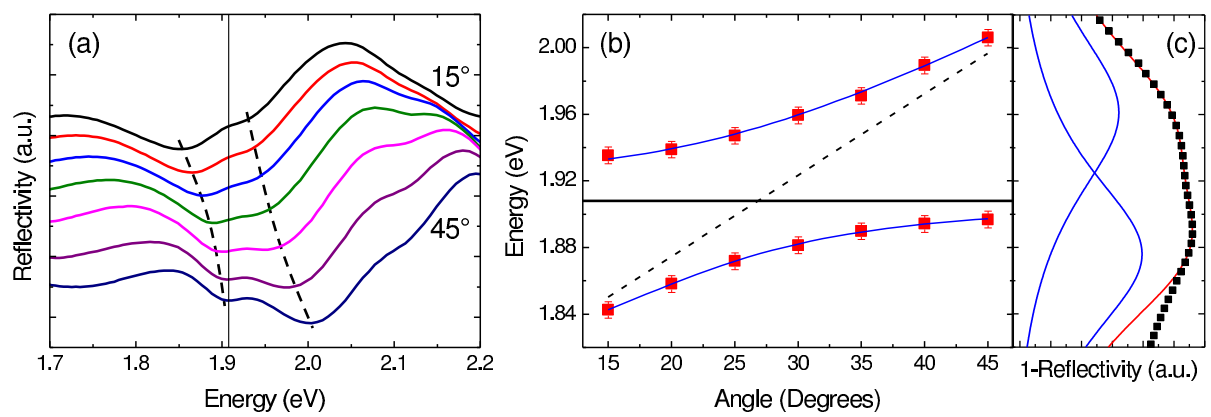 (a)
15°
45°
Reflectivity (a.u.)
1.7
1.8
1.9
2.0
2.1
2.2
Energy (eV)
(b)
2.00
1.96
1.92
1.88
1.84
Energy (eV)
15
20
25
30
35
40
45
Angle (Degrees)
(c)
1-Reflectivity (a.u.)